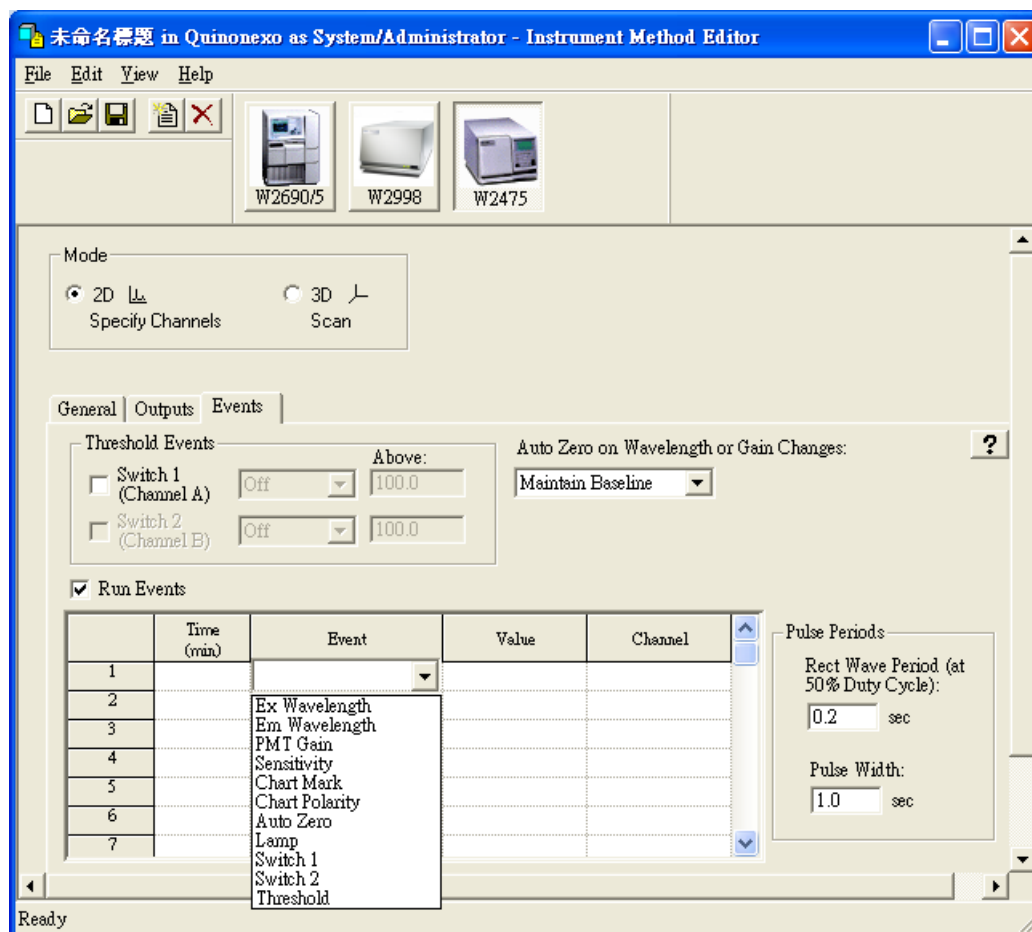 未命名標題 in Quinonexo as System/Administrator - Instrument Method Editor
File Edit View Help
W2690/5 W2998 W2475
Mode
2D 3D
Specify Channels Scan
General Outputs Events
Threshold Events
Above:
Switch 1
(Channel A)
Off
100.0
Switch 2
(Channel B)
Off
100.0
Auto Zero on Wavelength or Gain Changes:
Maintain Baseline
?
Run Events
Time
(min)
Event
Value
Channel
1
2
3
4
5
6
7
Ex Wavelength
Em Wavelength
PMT Gain
Sensitivity
Chart Mark
Chart Polarity
Auto Zero
Lamp
Switch 1
Switch 2
Threshold
Pulse Periods
Rect Wave Period (at
50% Duty Cycle):
0.2 sec
Pulse Width:
1.0 sec
Ready